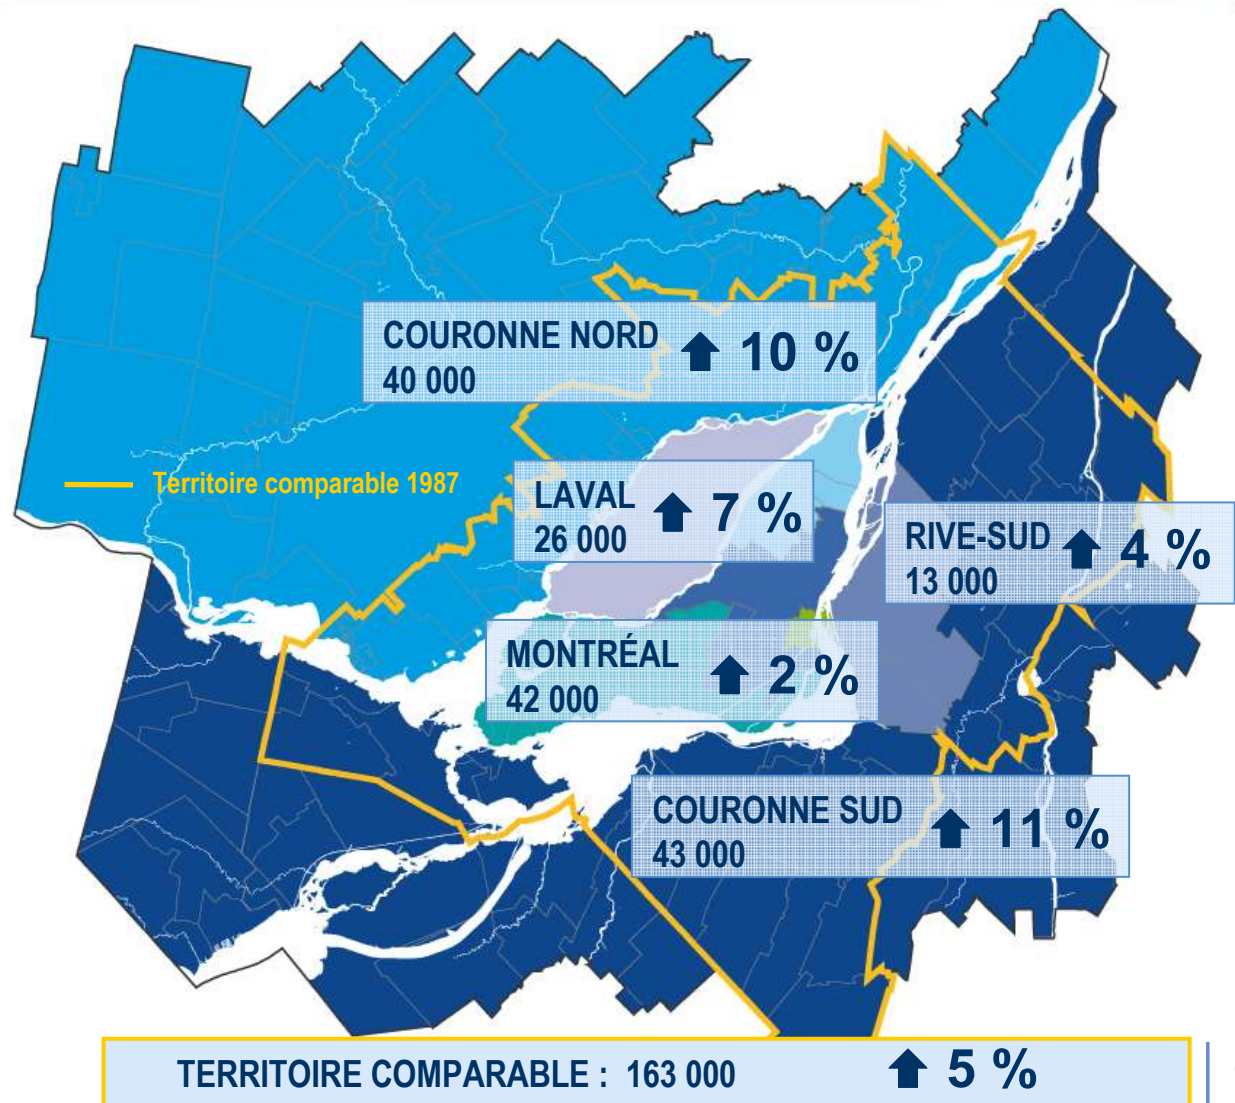 COURONNE NORD
40 000
10 %
Territoire comparable 1987
LAVAL
26 000
7 %
RIVE-SUD
13 000
4 %
MONTRÉAL
42 000
2 %
COURONNE SUD
43 000
11 %
TERRITOIRE COMPARABLE : 163 000
5 %